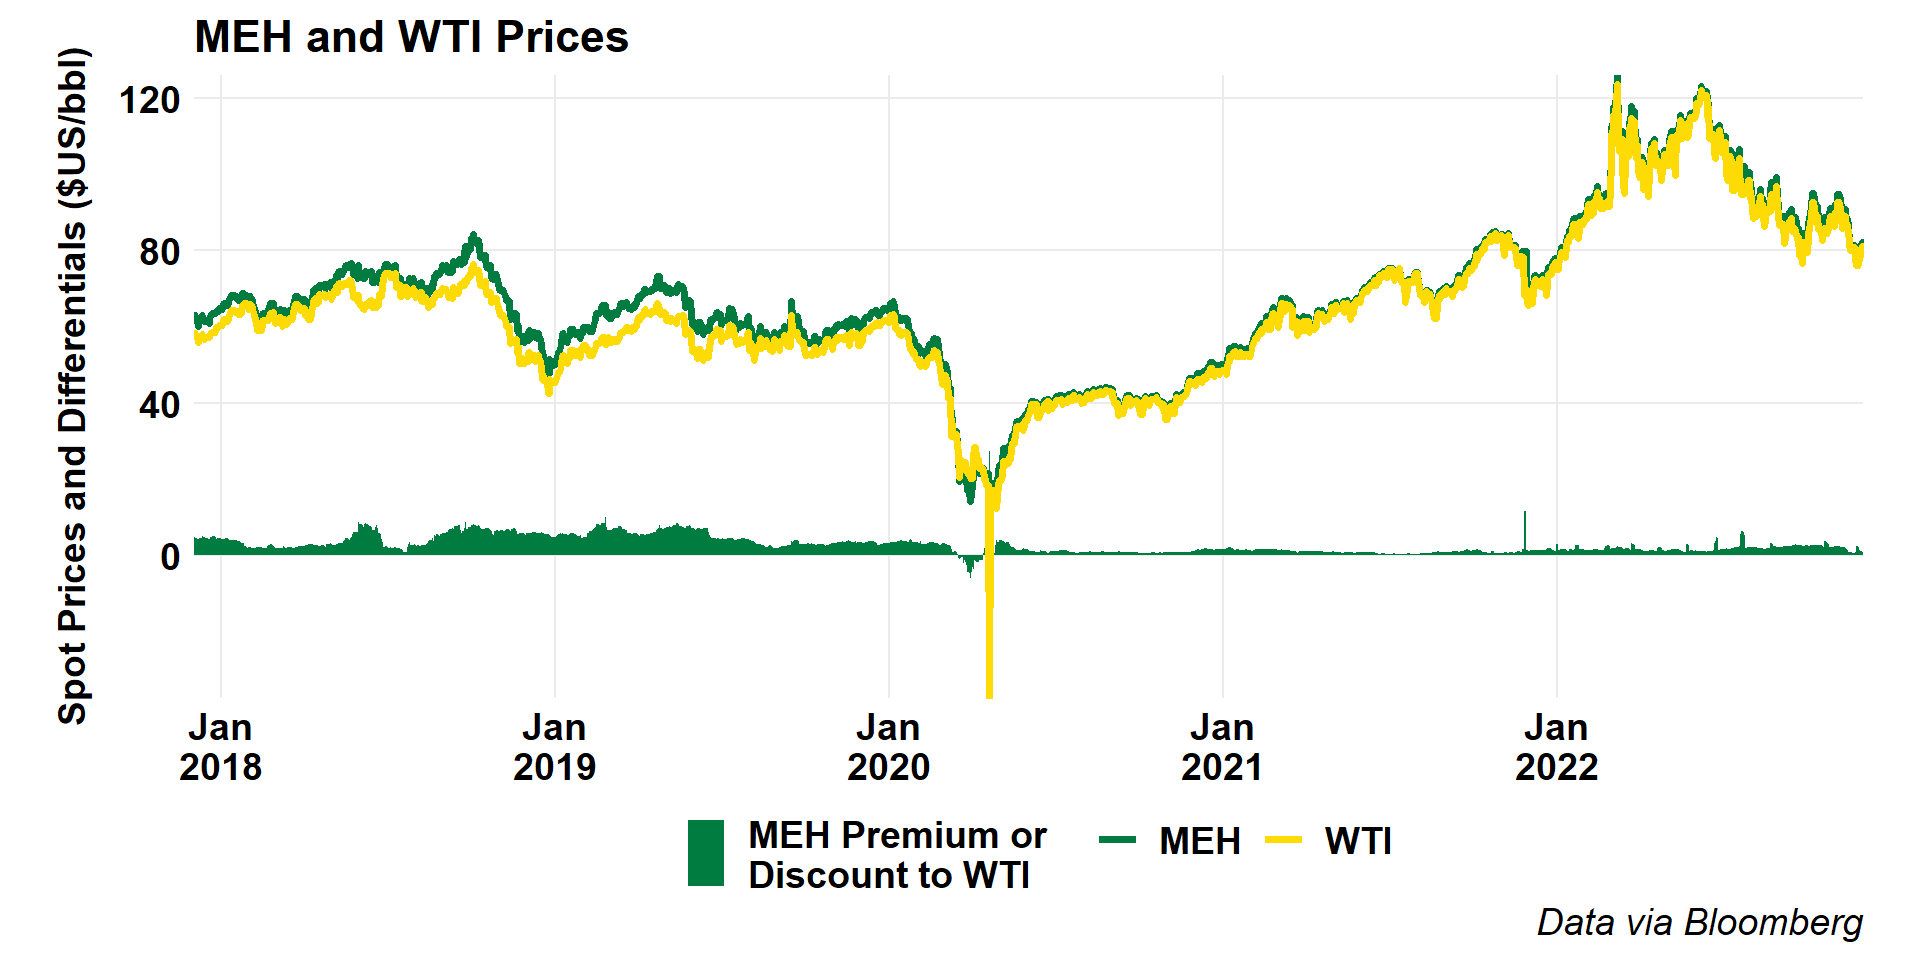 MEH and WTI Prices
Spot Prices and Differentials ($US/bbl)
120
80
40
0
Jan
2018
Jan
2019
Jan
2020
Jan
2021
Jan
2022
MEH Premium or
Discount to WTI
MEH
WTI
Data via Bloomberg